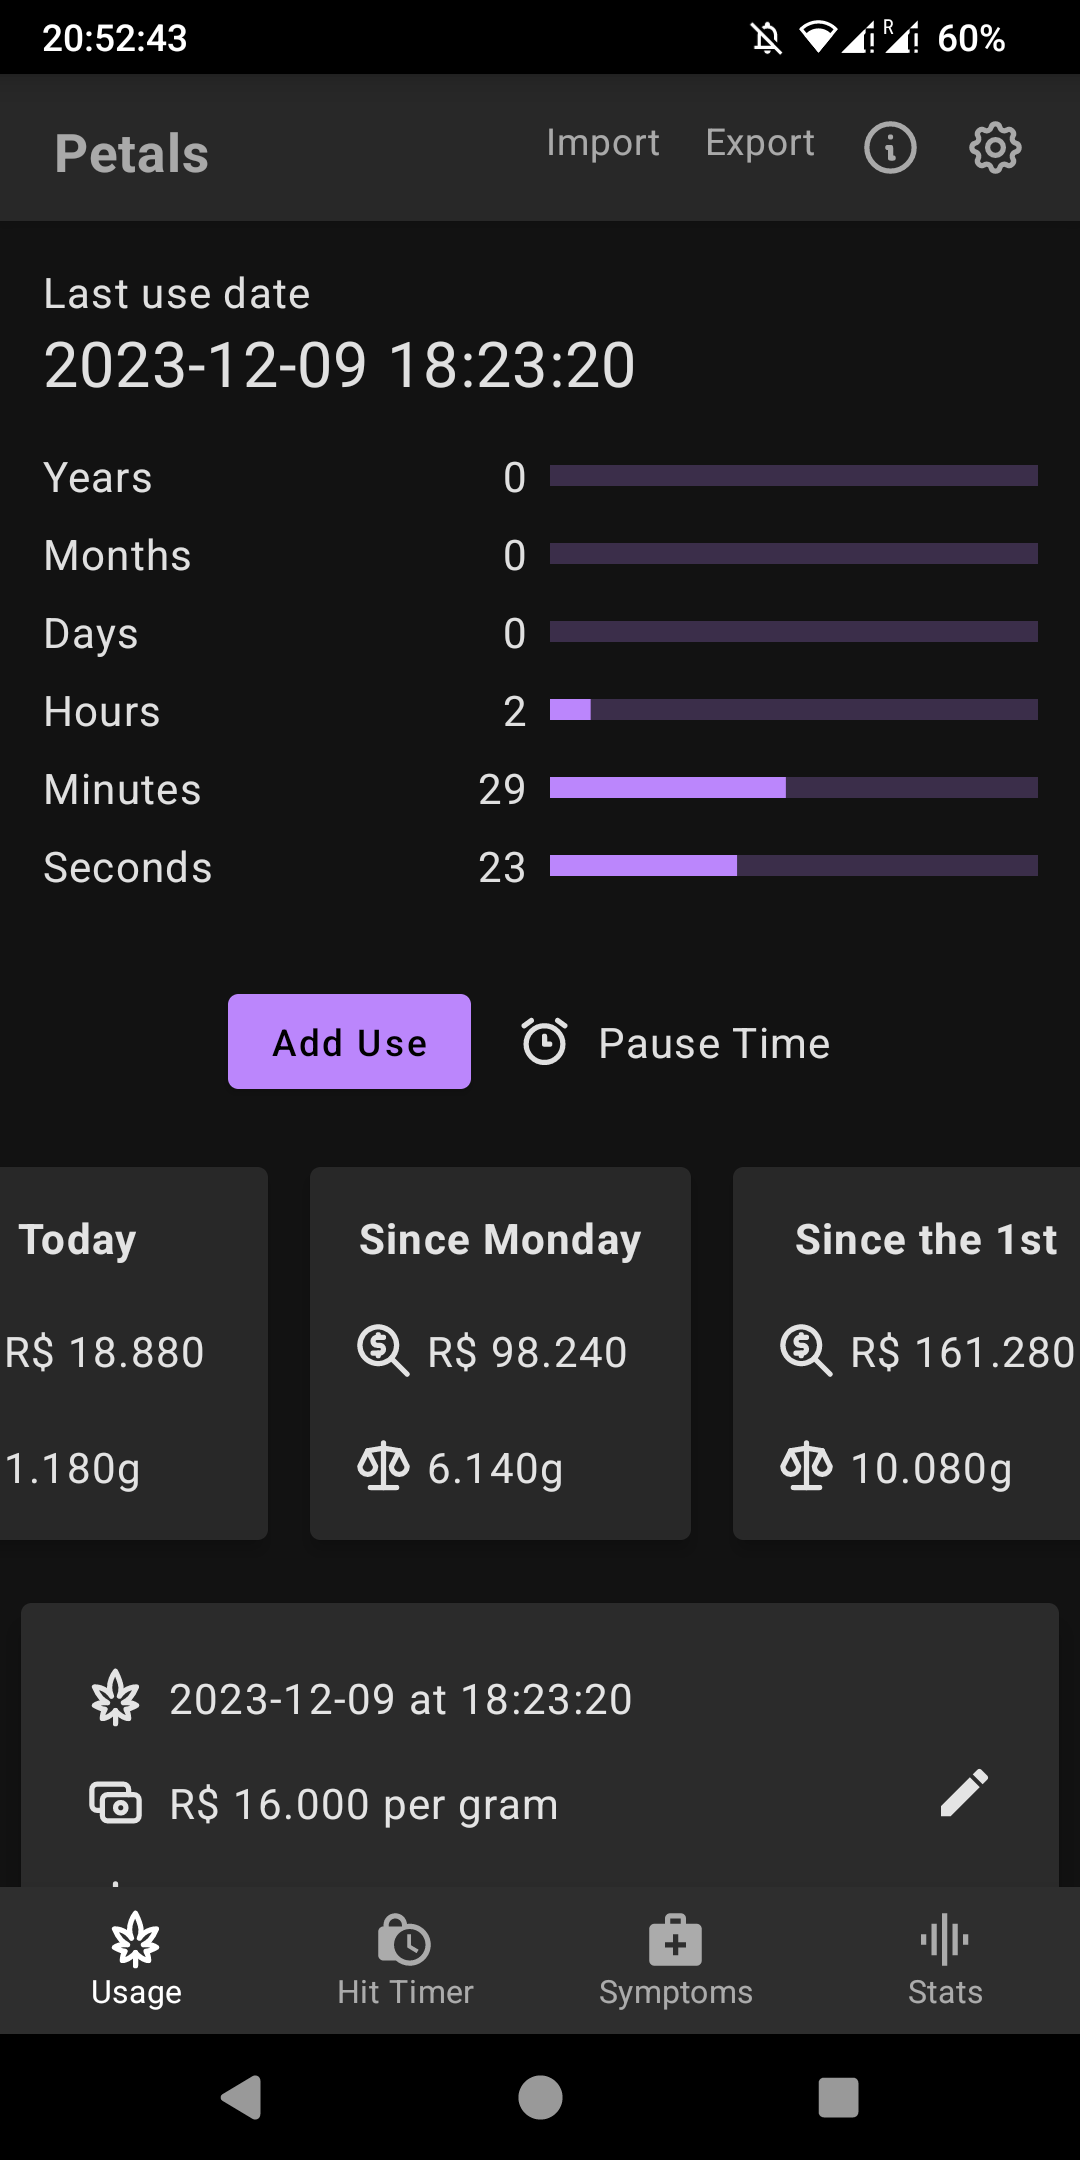 20:52:43 R 60%
Petals Import Export
Last use date
2023-12-09 18:23:20
Years 0
Months 0
Days 0
Hours 2
Minutes 29
Seconds 23
Add Use Pause Time
Today Since Monday Since the 1st
R$ 18.880 R$ 98.240 R$ 161.280
1.180g 6.140g 10.080g
2023-12-09 at 18:23:20
R$ 16.000 per gram
Usage Hit Timer Symptoms Stats